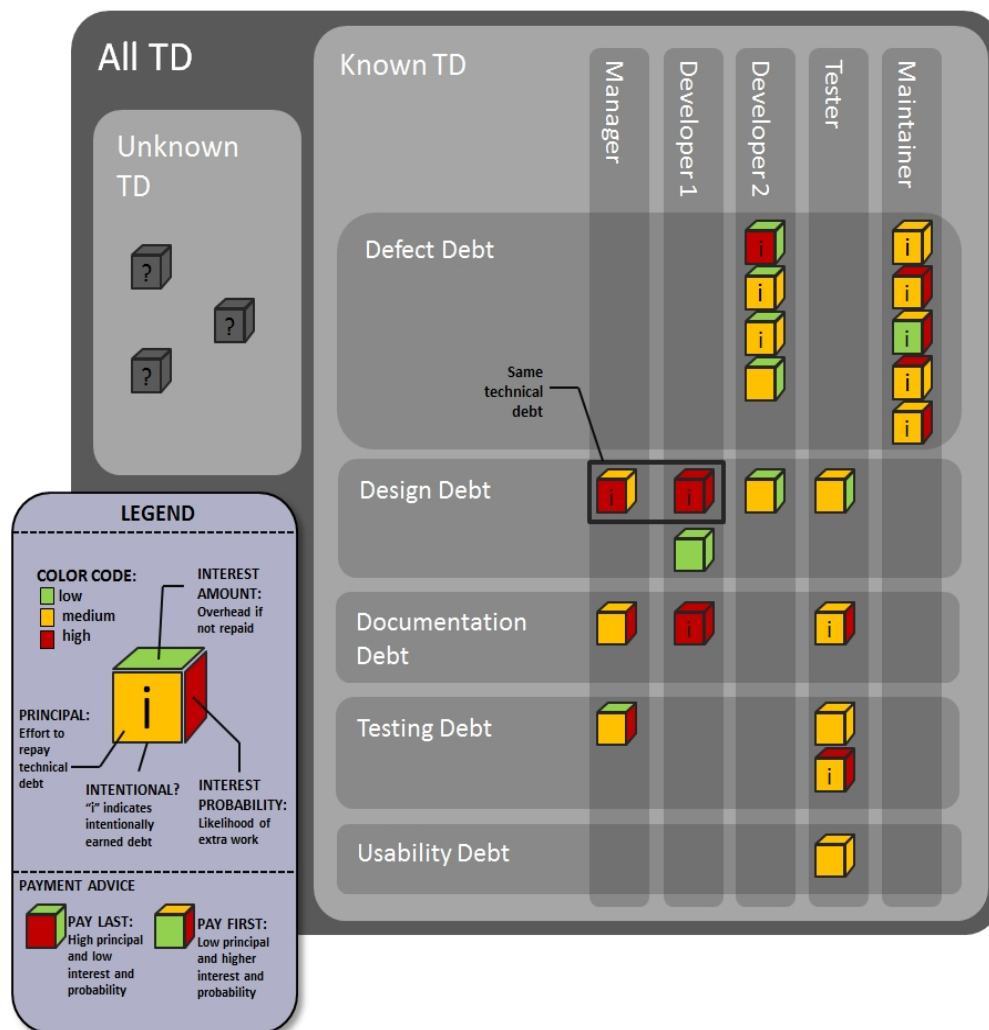 All TD
Unknown
TD
?
?
?
Known TD
Manager
Developer 1
Developer 2
Tester
Maintainer
Defect Debt
i
i
i
i
i
i
i
i
Same
technical
debt
Design Debt
i
i
Documentation
Debt
i
i
Testing Debt
i
Usability Debt
LEGEND
COLOR CODE:
low
medium
high
INTEREST
AMOUNT:
Overhead if
not repaid
i
PRINCIPAL:
Effort to
repay
technical
debt
INTENTIONAL?
"i" indicates
intentionally
earned debt
INTEREST
PROBABILITY:
Likelihood of
extra work
PAYMENT ADVICE
PAY LAST:
High principal
and low
interest and
probability
PAY FIRST:
Low principal
and higher
interest and
probability